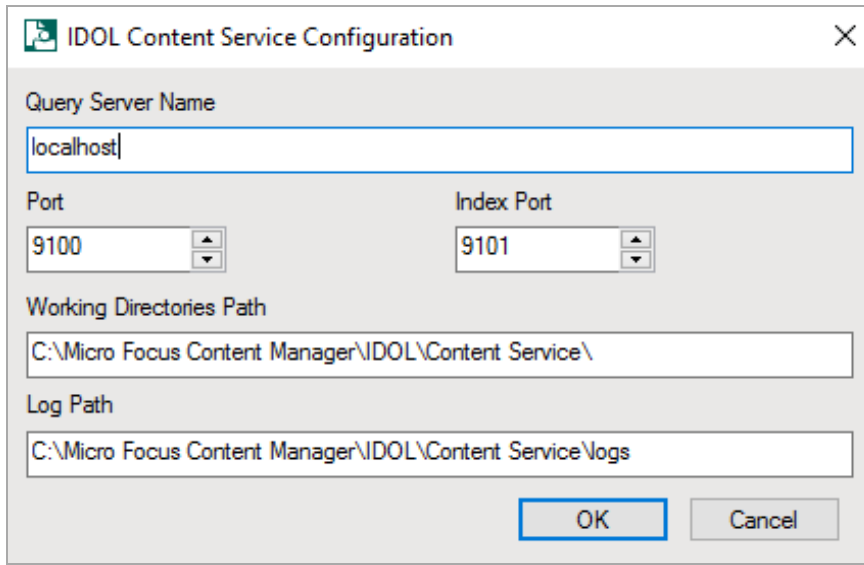 IDOL Content Service Configuration
Query Server Name
localhost
Port Index Port
9100 9101
Working Directories Path
C:\Micro Focus Content Manager\IDOL\Content Service\
Log Path
C:\Micro Focus Content Manager\IDOL\Content Service\logs
OK Cancel